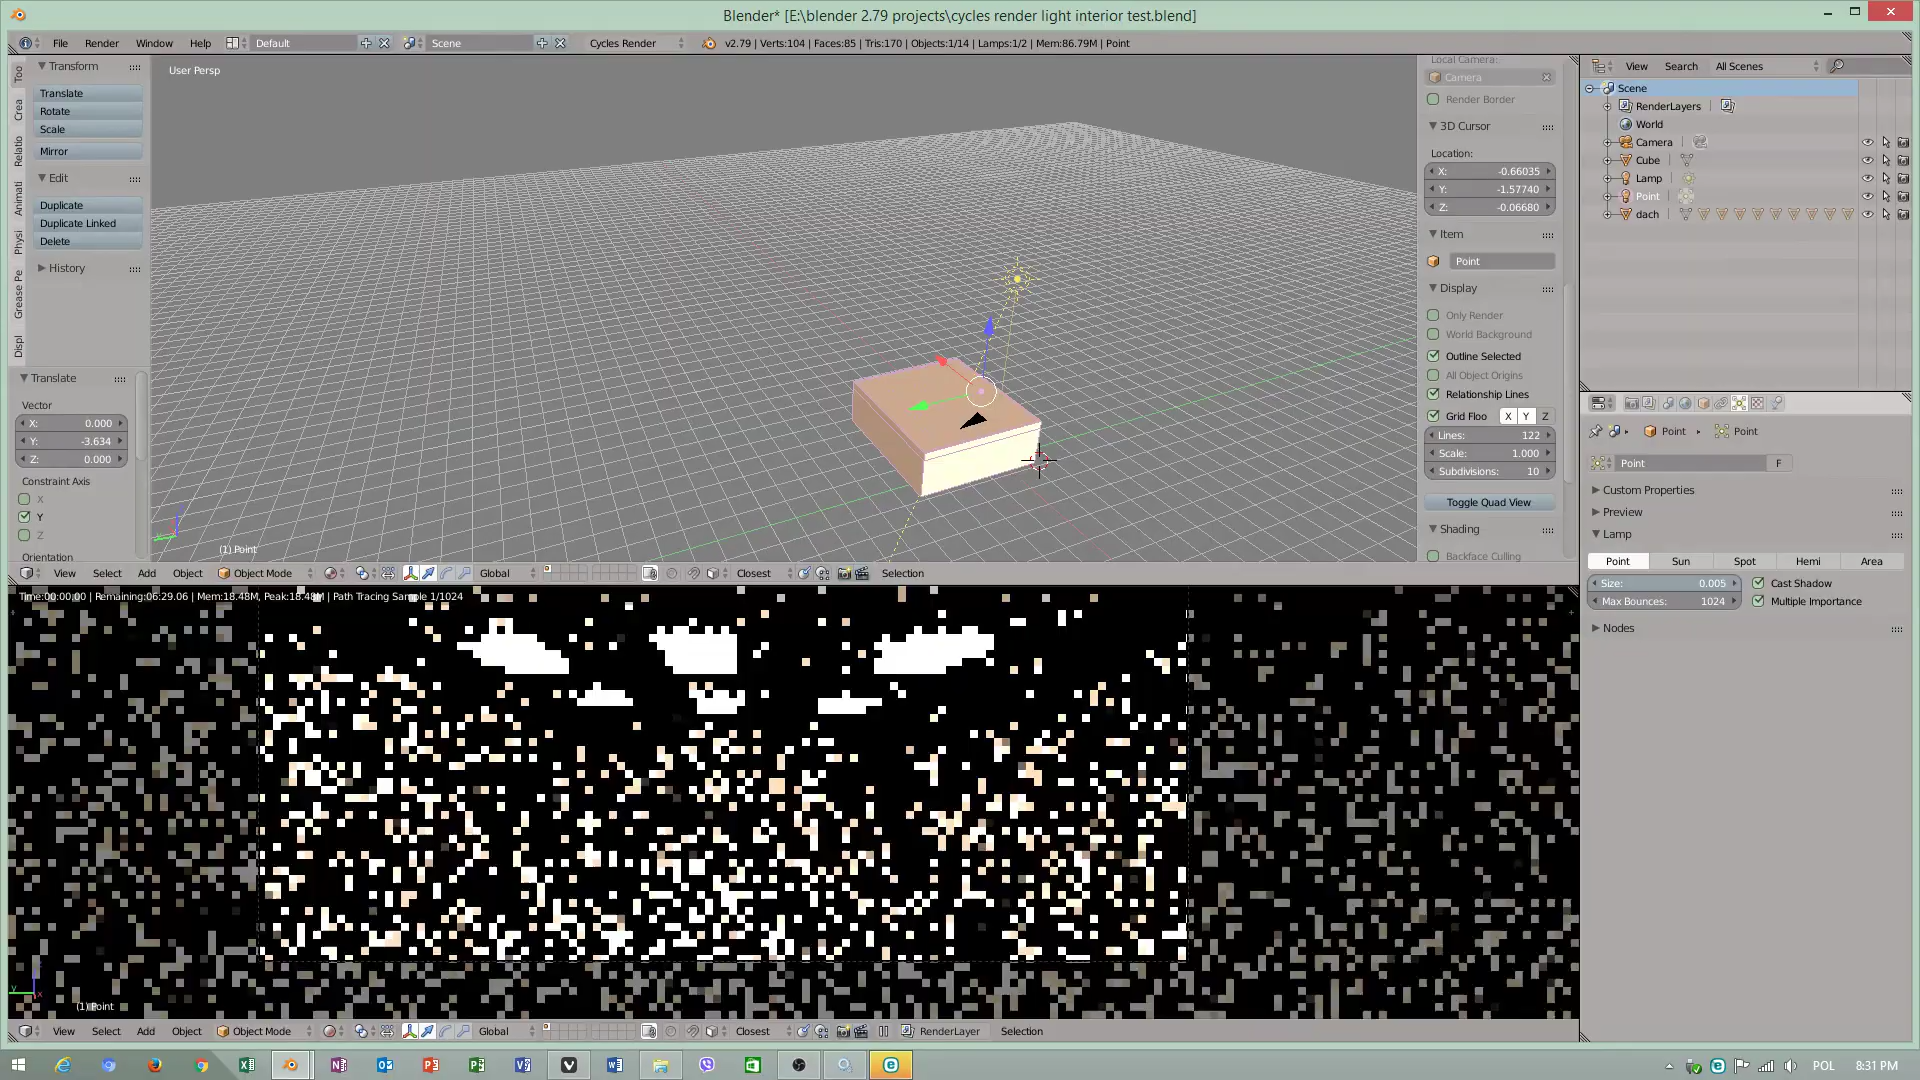 Blender* [E:\blender 2.79 projects\cycles render light interior test.blend]
File Render Window Help Default Scene Cycles Render v2.79 | Verts:104 | Faces:85 | Tris:170 | Objects:1/14 | Lamps:1/2 | Mem:86.79M | Point
Too
Crea
Relatio
Animati
Physi
Grease Pe
Displ
Transform
Translate
Rotate
Scale
Mirror
Edit
Duplicate
Duplicate Linked
Delete
History
Translate
Vector
X: 0.000
Y: -3.634
Z: 0.000
Constraint Axis
X
Y
Z
Orientation
User Persp
(1) Point
Local Camera:
Camera
Render Border
3D Cursor
Location:
X: -0.66035
Y: -1.57740
Z: -0.06680
Item
Point
Display
Only Render
World Background
Outline Selected
All Object Origins
Relationship Lines
Grid Floo X Y Z
Lines: 122
Scale: 1.000
Subdivisions: 10
Toggle Quad View
Shading
Backface Culling
View Select Add Object Object Mode Global Closest Selection
Time:00:00.00 | Remaining:06:29.06 | Mem:18.48M, Peak:18.48M | Path Tracing Sample 1/1024
(1) Point
View Select Add Object Object Mode Global Closest RenderLayer Selection
View Search All Scenes
Scene
RenderLayers
World
Camera
Cube
Lamp
Point
dach
Point Point
Point F
Custom Properties
Preview
Lamp
Point Sun Spot Hemi Area
Size: 0.005 Cast Shadow
Max Bounces: 1024 Multiple Importance
Nodes
POL 8:31 PM